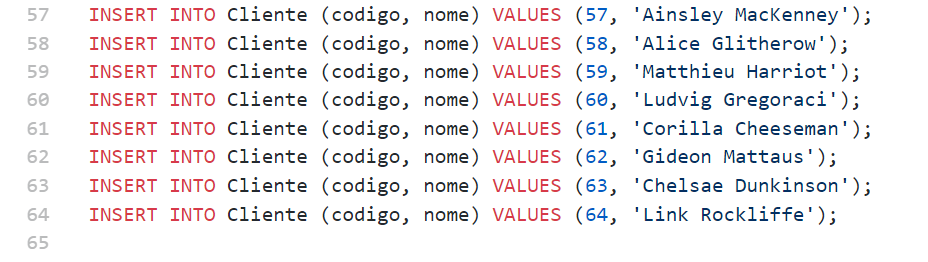 57 INSERT INTO Cliente (codigo, nome) VALUES (57, 'Ainsley MacKenney');
58 INSERT INTO Cliente (codigo, nome) VALUES (58, 'Alice Glitherow');
59 INSERT INTO Cliente (codigo, nome) VALUES (59, 'Matthieu Harriot');
60 INSERT INTO Cliente (codigo, nome) VALUES (60, 'Ludvig Gregoraci');
61 INSERT INTO Cliente (codigo, nome) VALUES (61, 'Corilla Cheeseman');
62 INSERT INTO Cliente (codigo, nome) VALUES (62, 'Gideon Mattaus');
63 INSERT INTO Cliente (codigo, nome) VALUES (63, 'Chelsae Dunkinson');
64 INSERT INTO Cliente (codigo, nome) VALUES (64, 'Link Rockliffe');
65